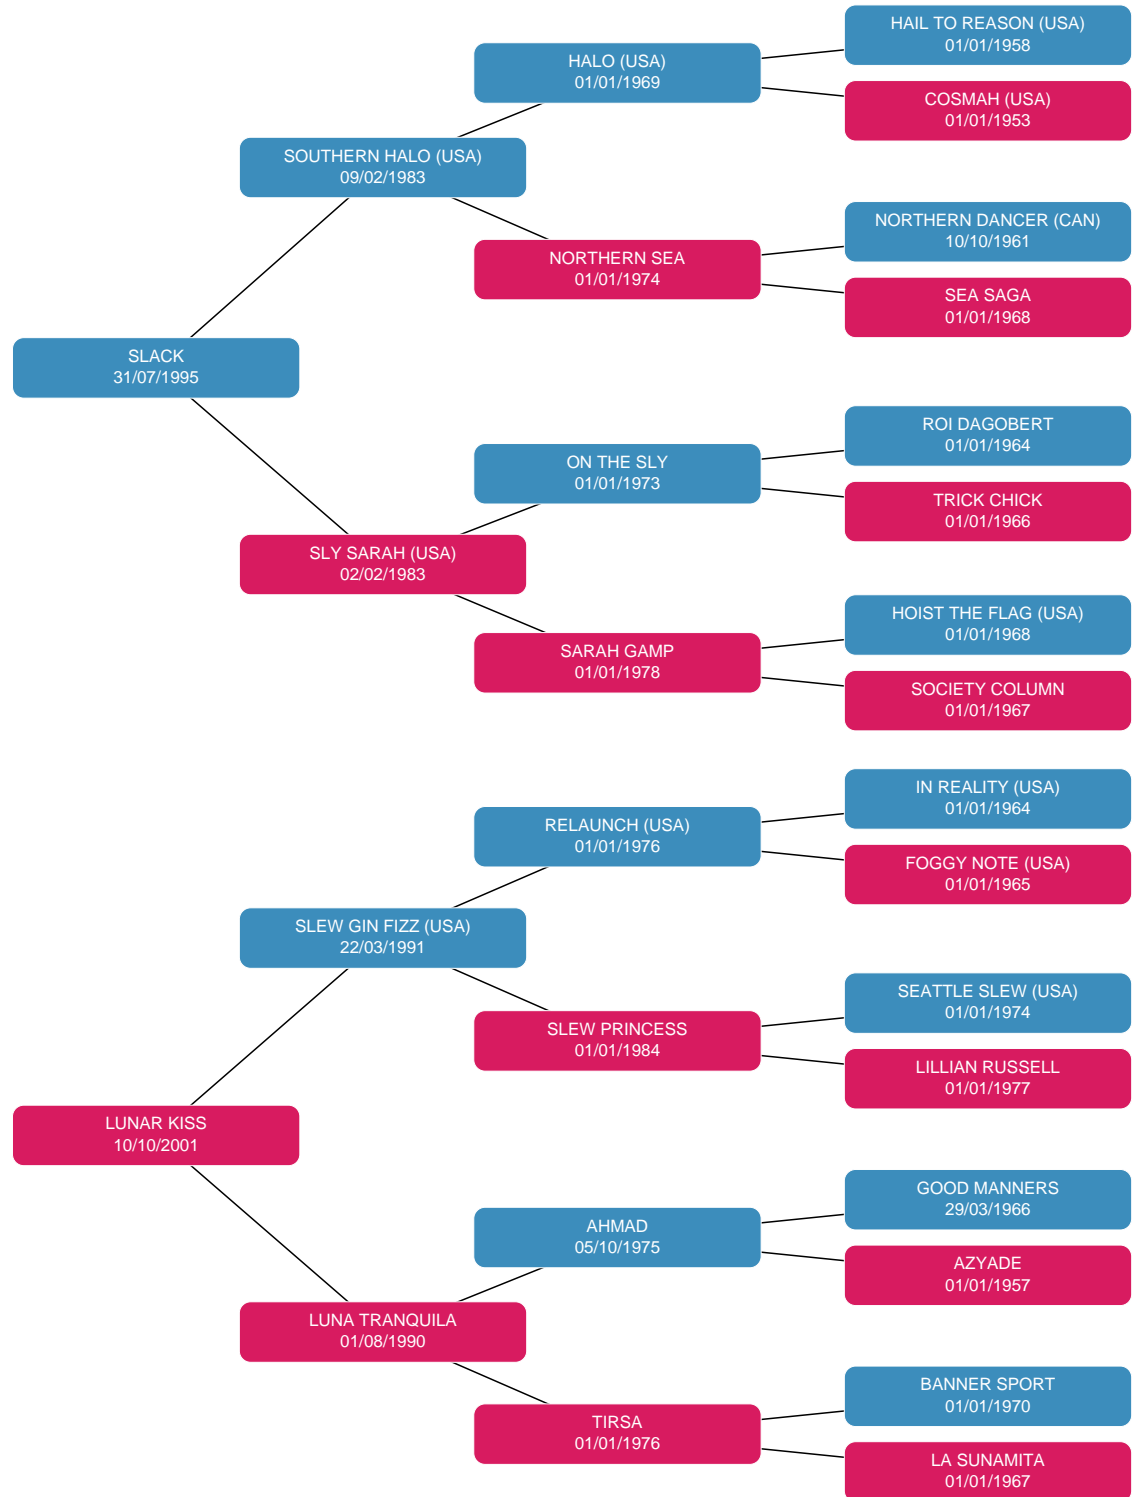 HAIL TO REASON (USA)
01/01/1958
HALO (USA)
01/01/1969
COSMAH (USA)
01/01/1953
SOUTHERN HALO (USA)
09/02/1983
NORTHERN DANCER (CAN)
10/10/1961
NORTHERN SEA
01/01/1974
SEA SAGA
01/01/1968
SLACK
31/07/1995
ROI DAGOBERT
01/01/1964
ON THE SLY
01/01/1973
TRICK CHICK
01/01/1966
SLY SARAH (USA)
02/02/1983
HOIST THE FLAG (USA)
01/01/1968
SARAH GAMP
01/01/1978
SOCIETY COLUMN
01/01/1967
IN REALITY (USA)
01/01/1964
RELAUNCH (USA)
01/01/1976
FOGGY NOTE (USA)
01/01/1965
SLEW GIN FIZZ (USA)
22/03/1991
SEATTLE SLEW (USA)
01/01/1974
SLEW PRINCESS
01/01/1984
LILLIAN RUSSELL
01/01/1977
LUNAR KISS
10/10/2001
GOOD MANNERS
29/03/1966
AHMAD
05/10/1975
AZYADE
01/01/1957
LUNA TRANQUILA
01/08/1990
BANNER SPORT
01/01/1970
TIRSA
01/01/1976
LA SUNAMITA
01/01/1967